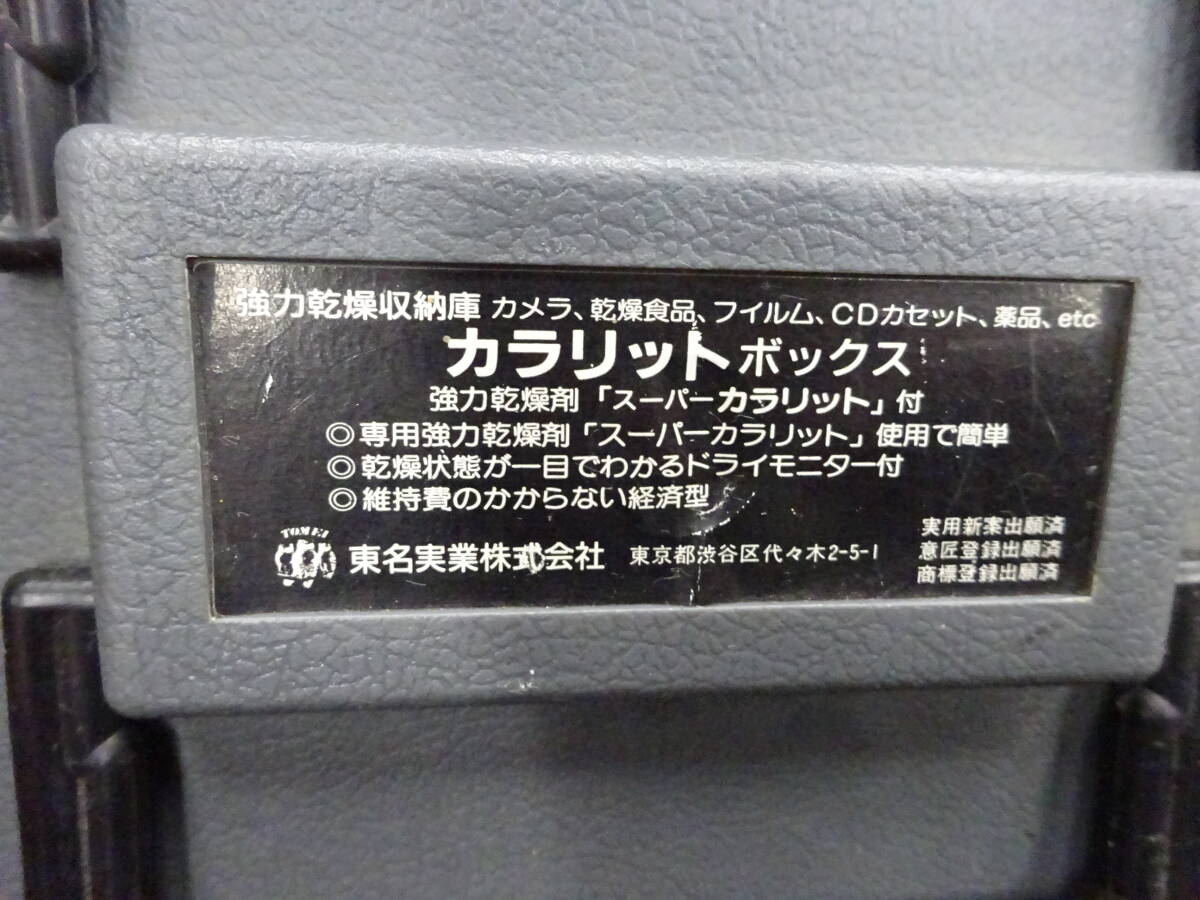 強力乾燥収納庫 カメラ、乾燥食品、フイルム、CDカセット、薬品、etc
カラリットボックス
強力乾燥剤「スーパーカラリット」付
◎専用強力乾燥剤「スーパーカラリット」使用で簡単
◎乾燥状態が一目でわかるドライモニター付
◎維持費のかからない経済型
TOMEI
東名実業株式会社 東京都渋谷区代々木2-5-1
実用新案出願済
意匠登録出願済
商標登録出願済